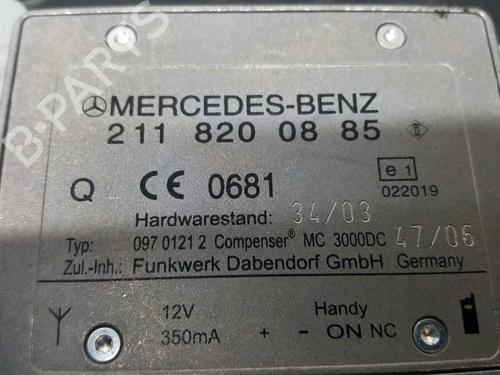 B-PARTS
MERCEDES-BENZ
211 820 08 85
Q CE 0681 e1
022019
Hardwarestand: 34/03
Typ: 097 0121 2 Compenser® MC 3000DC 47/06
Zul.-Inh.: Funkwerk Dabendorf GmbH Germany
12V Handy
350mA + - ON NC